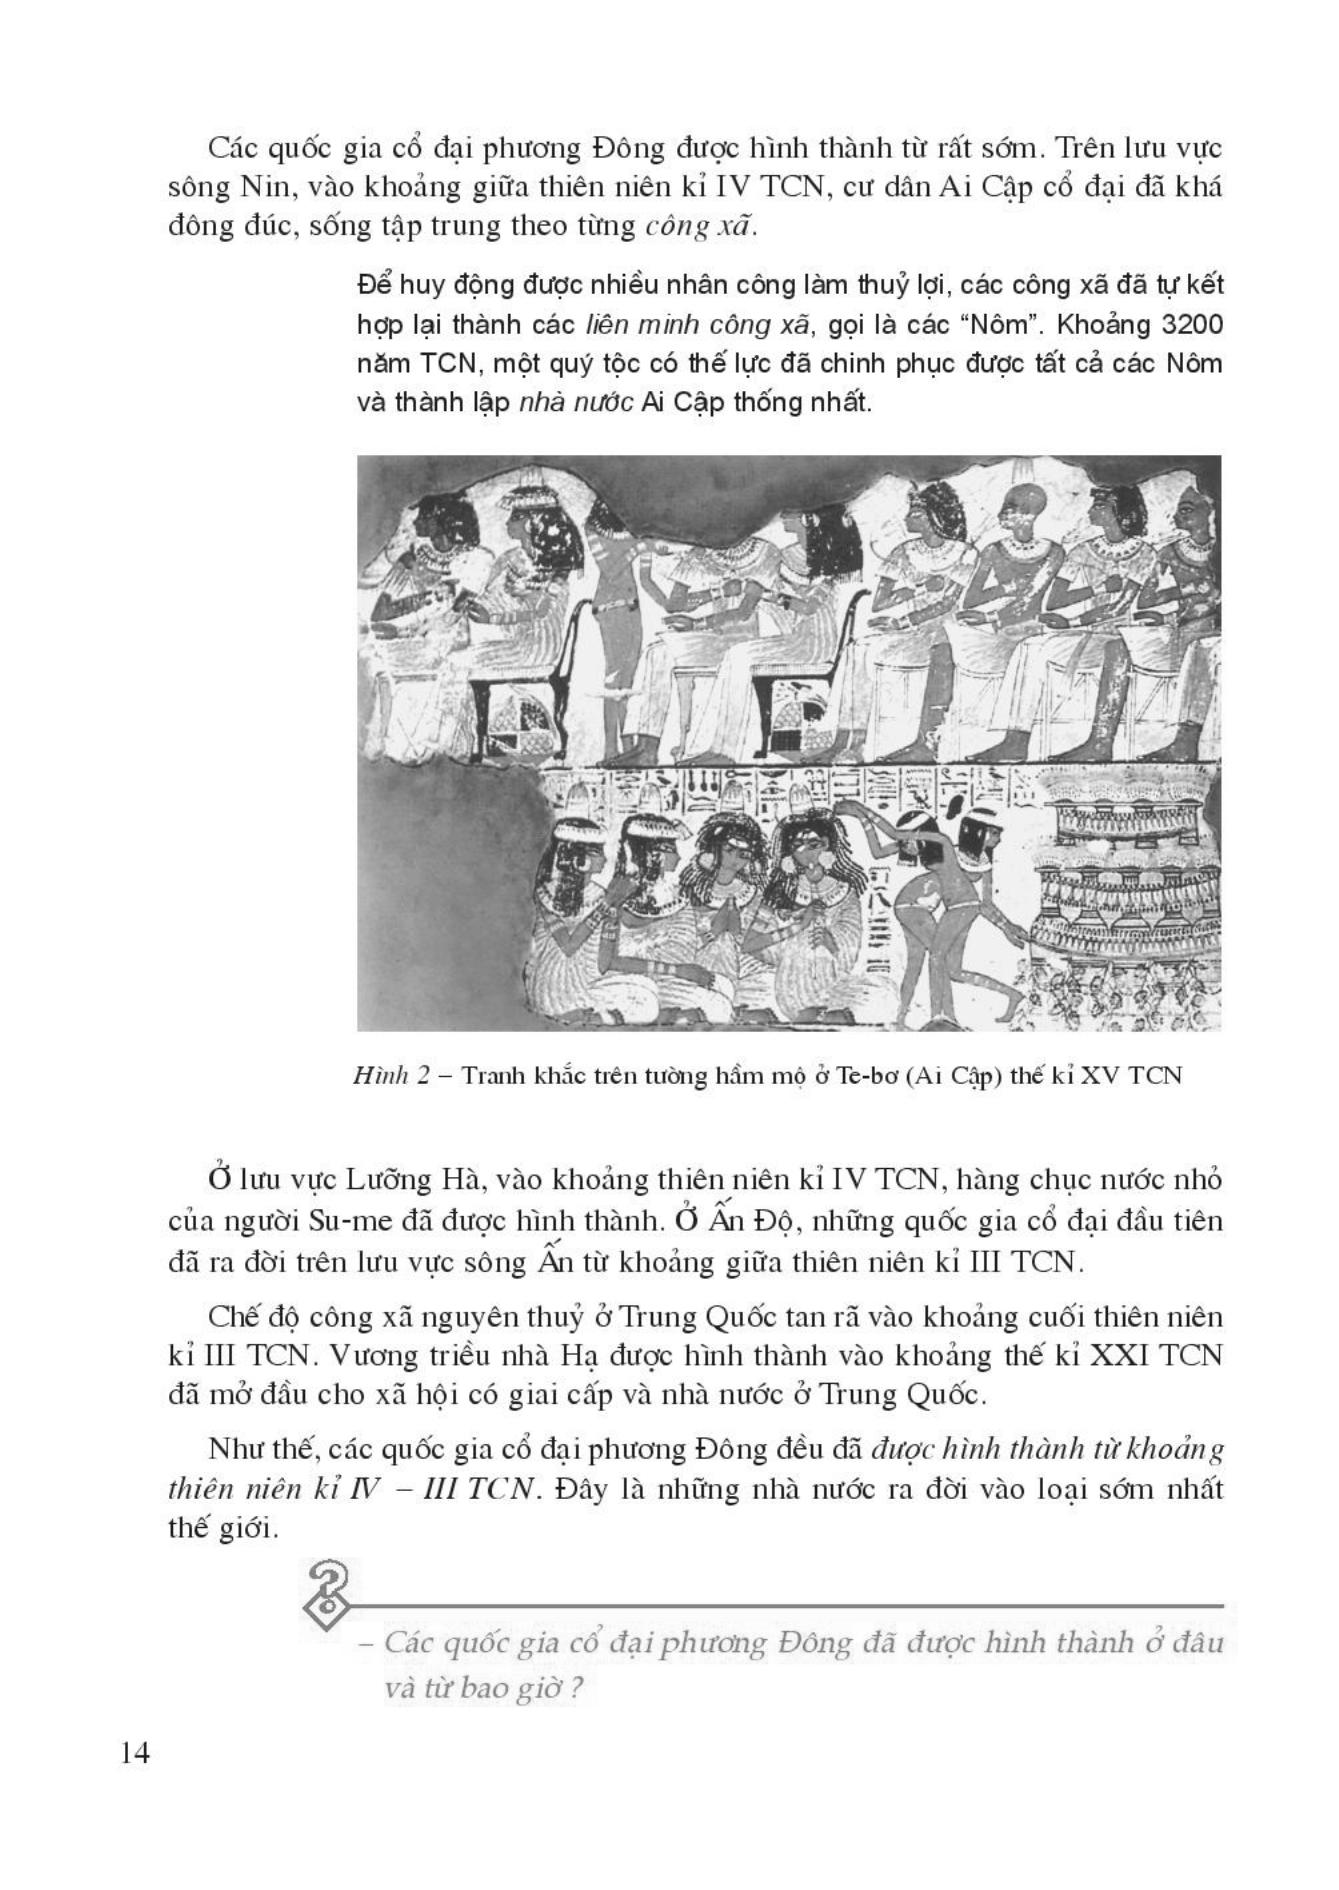 Các quốc gia cổ đại phương Đông được hình thành từ rất sớm. Trên lưu vực
sông Nin, vào khoảng giữa thiên niên kỉ IV TCN, cư dân Ai Cập cổ đại đã khá
đông đúc, sống tập trung theo từng công xã.
Để huy động được nhiều nhân công làm thuỷ lợi, các công xã đã tự kết
hợp lại thành các liên minh công xã, gọi là các “Nôm”. Khoảng 3200
năm TCN, một quý tộc có thế lực đã chinh phục được tất cả các Nôm
và thành lập nhà nước Ai Cập thống nhất.
Hình 2 – Tranh khắc trên tường hầm mộ ở Te-bơ (Ai Cập) thế kỉ XV TCN
Ở lưu vực Lưỡng Hà, vào khoảng thiên niên kỉ IV TCN, hàng chục nước nhỏ
của người Su-me đã được hình thành. Ở Ấn Độ, những quốc gia cổ đại đầu tiên
đã ra đời trên lưu vực sông Ấn từ khoảng giữa thiên niên kỉ III TCN.
Chế độ công xã nguyên thuỷ ở Trung Quốc tan rã vào khoảng cuối thiên niên
kỉ III TCN. Vương triều nhà Hạ được hình thành vào khoảng thế kỉ XXI TCN
đã mở đầu cho xã hội có giai cấp và nhà nước ở Trung Quốc.
Như thế, các quốc gia cổ đại phương Đông đều đã được hình thành từ khoảng
thiên niên kỉ IV – III TCN. Đây là những nhà nước ra đời vào loại sớm nhất
thế giới.
– Các quốc gia cổ đại phương Đông đã được hình thành ở đâu
và từ bao giờ ?
14